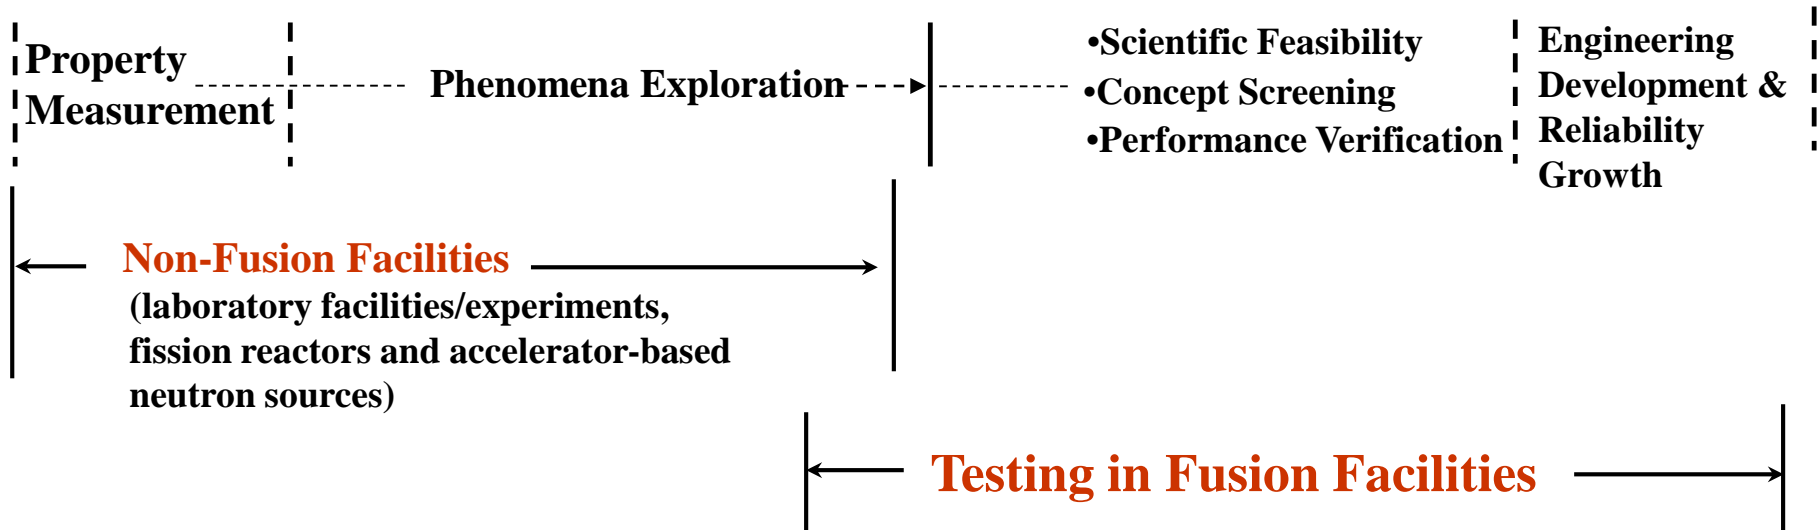 Property
Measurement
Phenomena Exploration
•Scientific Feasibility
•Concept Screening
•Performance Verification
Engineering
Development &
Reliability
Growth
Non-Fusion Facilities
(laboratory facilities/experiments,
fission reactors and accelerator-based
neutron sources)
Testing in Fusion Facilities